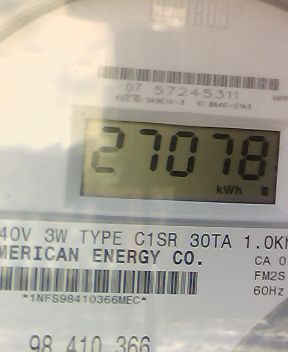 07 57245311
27078
kWh
40V 3W TYPE C1SR 30TA 1.0Kh
MERICAN ENERGY CO.
CA 0
FM2S
60Hz
*1NFS98410366MEC*
98 410 366